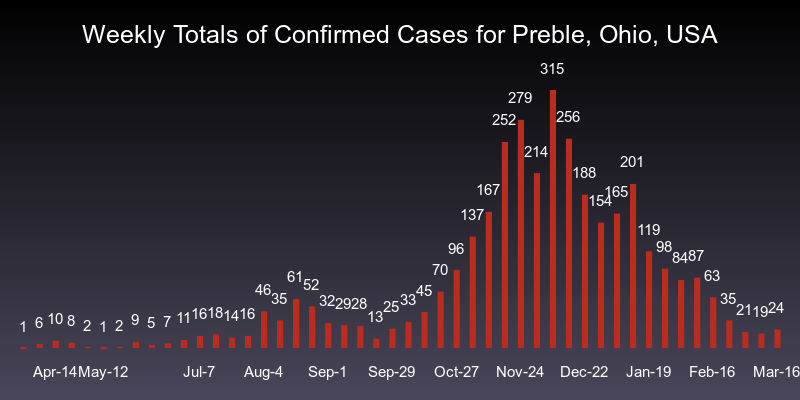 Weekly Totals of Confirmed Cases for Preble, Ohio, USA
1 6 10 8 2 1 2 9 5 7 11 16 18 14 16 46 35 61 52 32 29 28 13 25 33 45 70 96 137 167 252 279 214 315 256 188 154 165 201 119 98 84 87 63 35 21 19 24
Apr-14 May-12 Jul-7 Aug-4 Sep-1 Sep-29 Oct-27 Nov-24 Dec-22 Jan-19 Feb-16 Mar-16